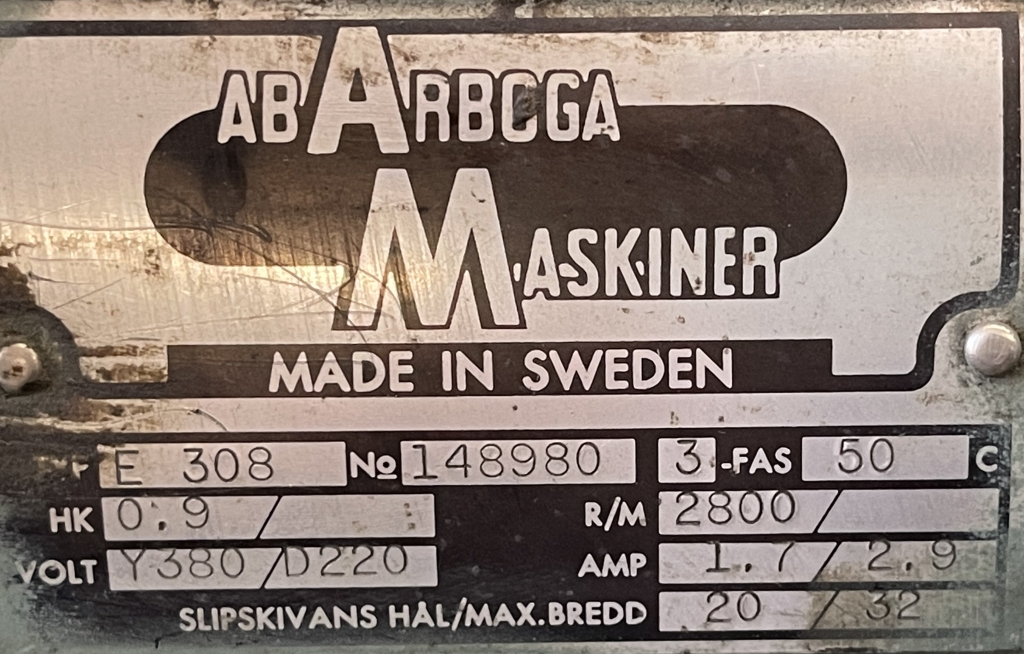 AB ARBOGA
MASKINER
MADE IN SWEDEN
E 308 No 148980 3 -FAS 50 C
HK 0.9 / R/M 2800 /
VOLT Y380 / D220 AMP 1.7 / 2.9
SLIPSKIVANS HÅL/MAX.BREDD 20 / 32